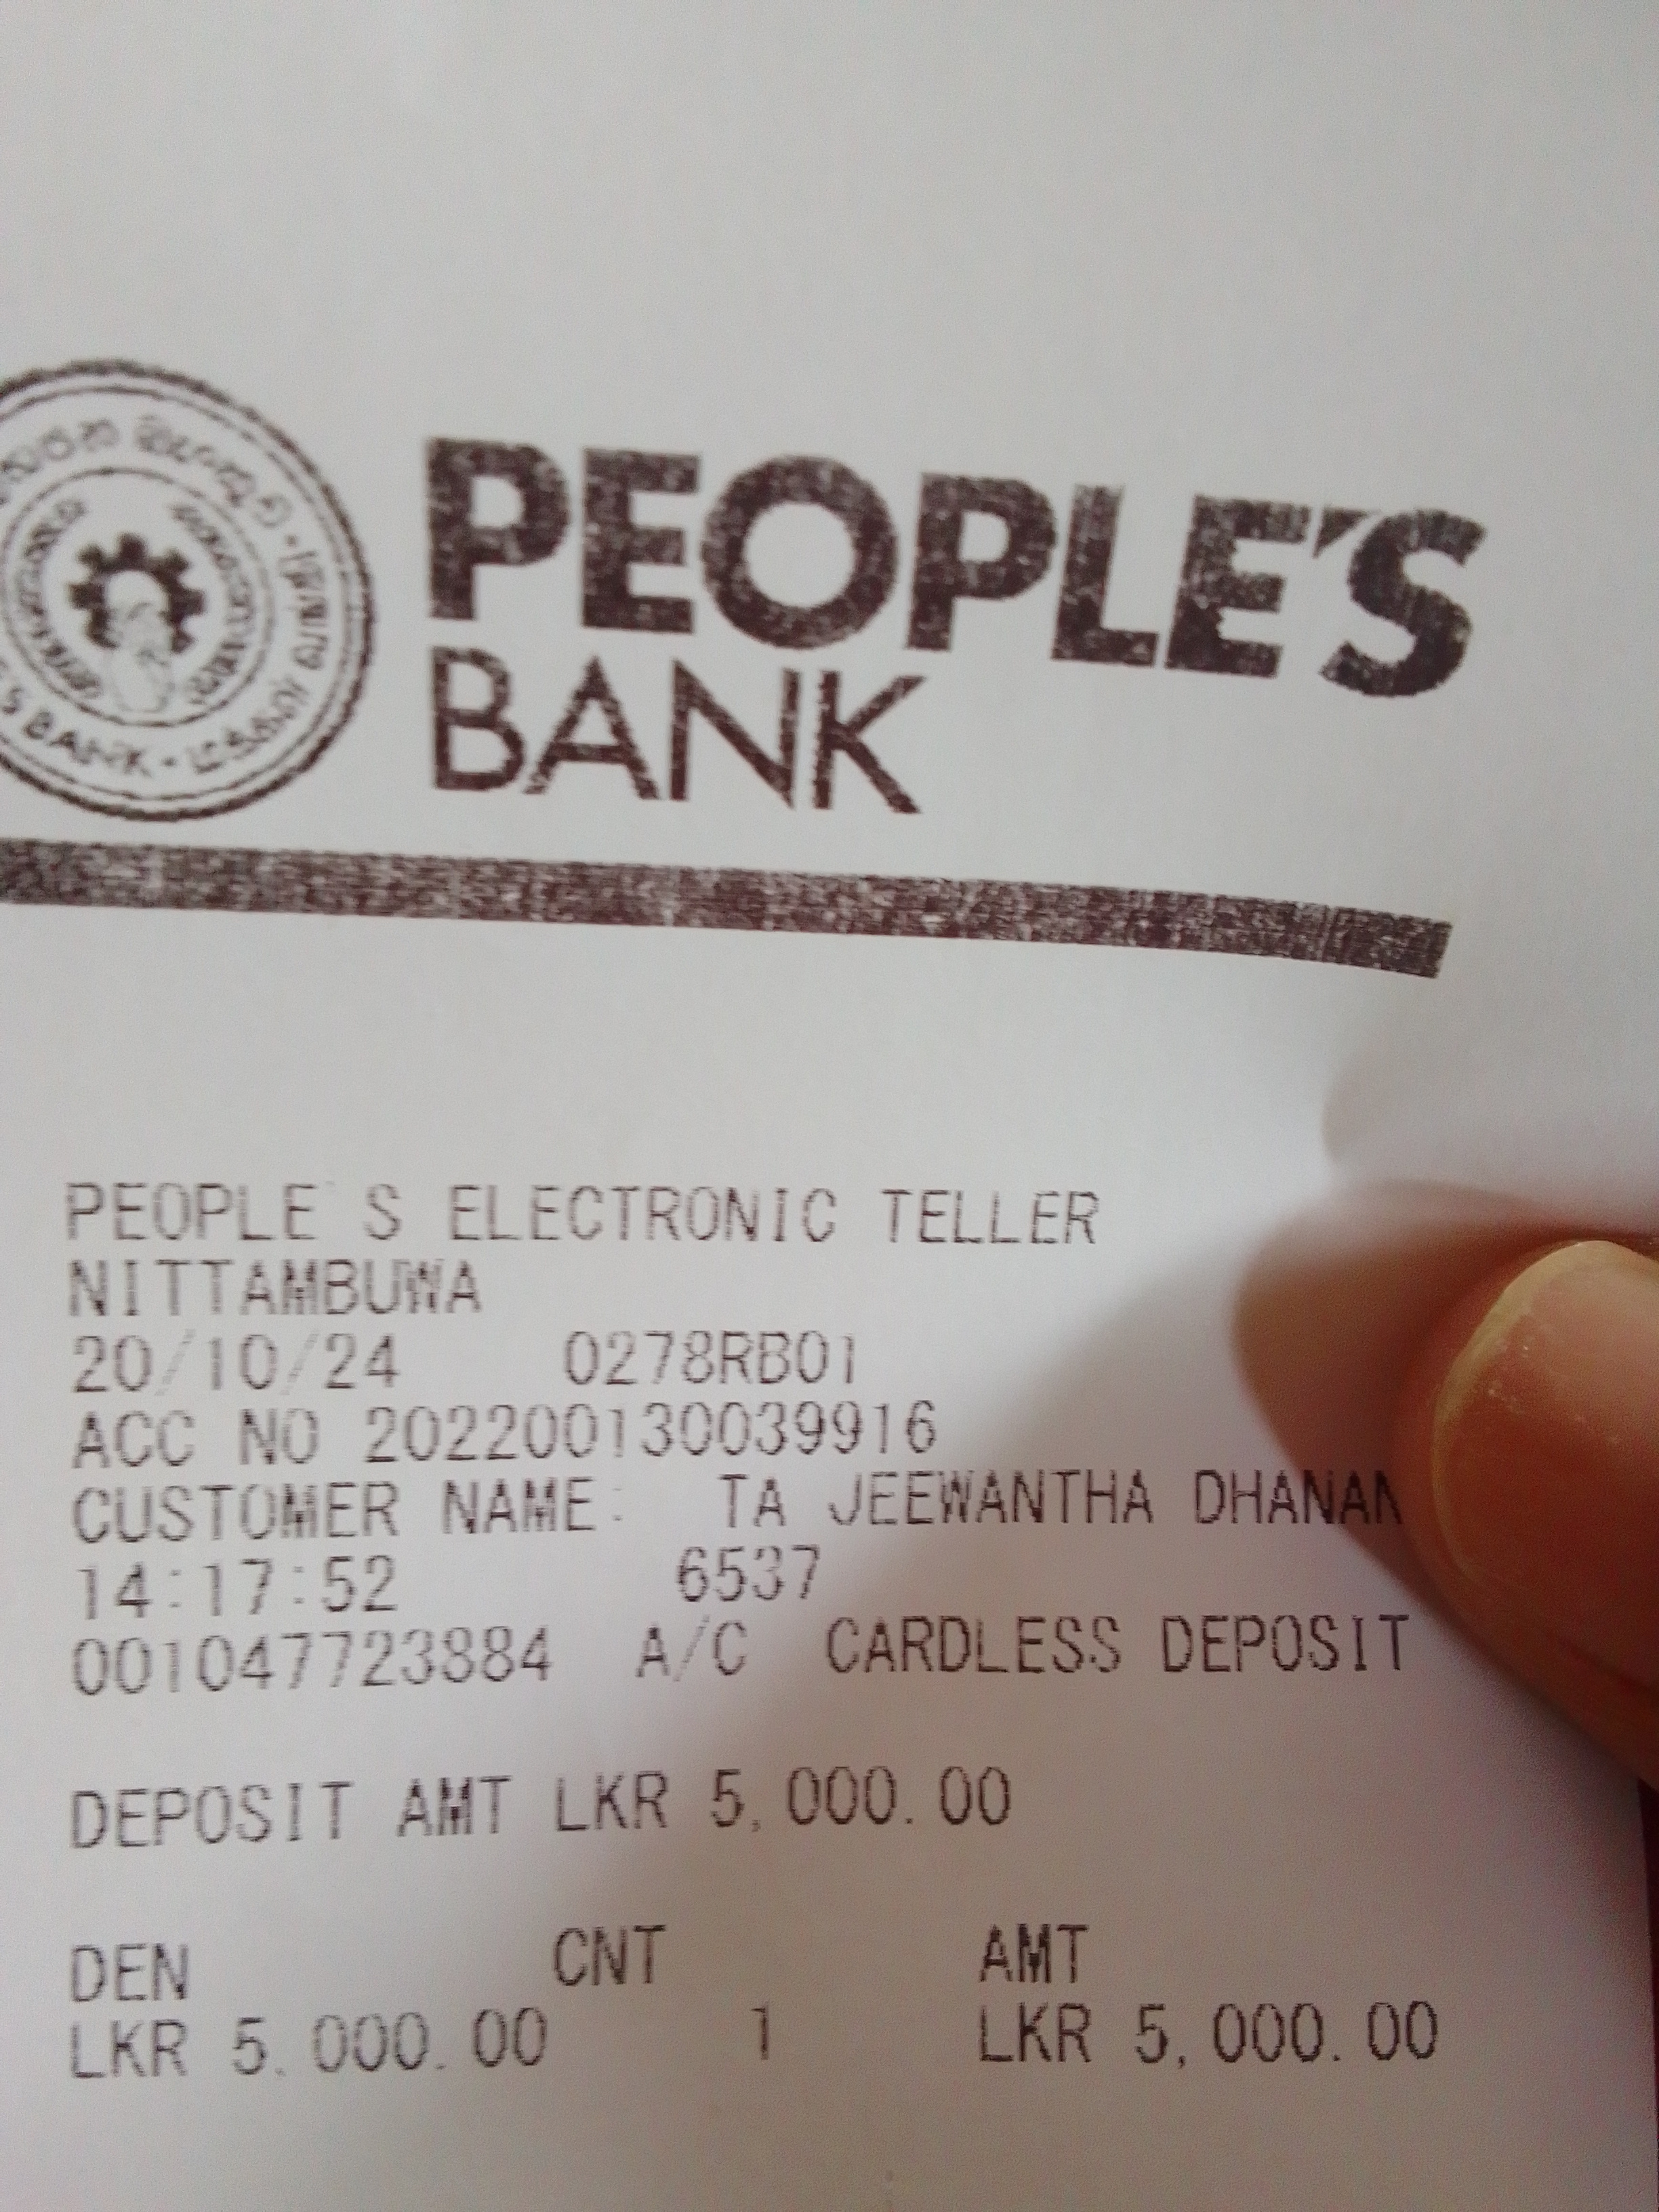 PEOPLE'S
BANK
S BANK
PEOPLE'S ELECTRONIC TELLER
NITTAMBUWA
20/10/24 0278RB01
ACC NO 202200130039916
CUSTOMER NAME: TA JEEWANTHA DHANAN
14:17:52 6537
001047723884 A/C CARDLESS DEPOSIT
DEPOSIT AMT LKR 5,000.00
DEN CNT AMT
LKR 5,000.00 1 LKR 5,000.00